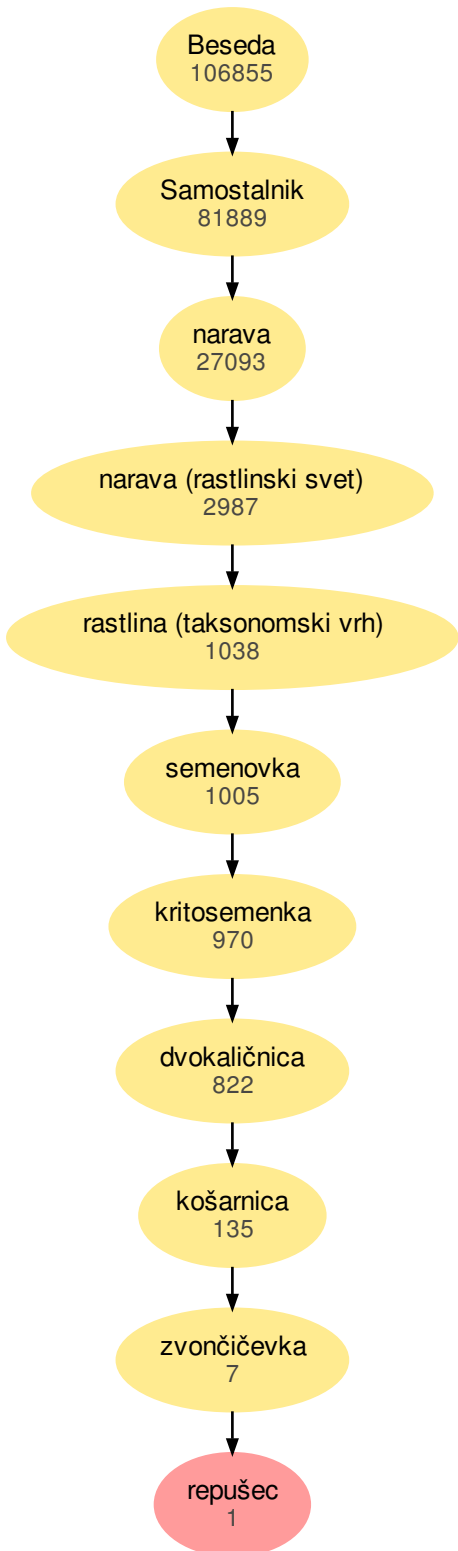 Beseda
106855
Samostalnik
81889
narava
27093
narava (rastlinski svet)
2987
rastlina (taksonomski vrh)
1038
semenovka
1005
kritosemenka
970
dvokaličnica
822
košarnica
135
zvončičevka
7
repušec
1